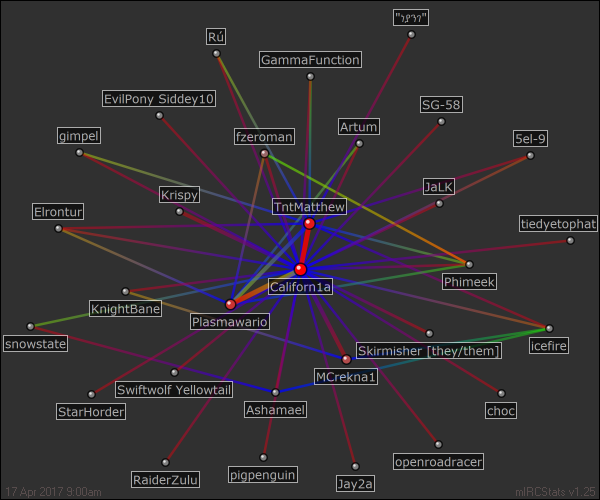 Rú
GammaFunction
EvilPony Siddey10
SG-58
gimpel
fzeroman
Artum
5el-9
Krispy
JaLK
Elrontur
TntMatthew
tiedyetophat
Californ1a
Phimeek
KnightBane
Plasmawario
snowstate
Skirmisher [they/them]
icefire
MCrekna1
Swiftwolf Yellowtail
StarHorder
Ashamael
choc
openroadracer
RaiderZulu
pigpenguin
Jay2a
17 Apr 2017 9:00am
mIRCStats v1.25